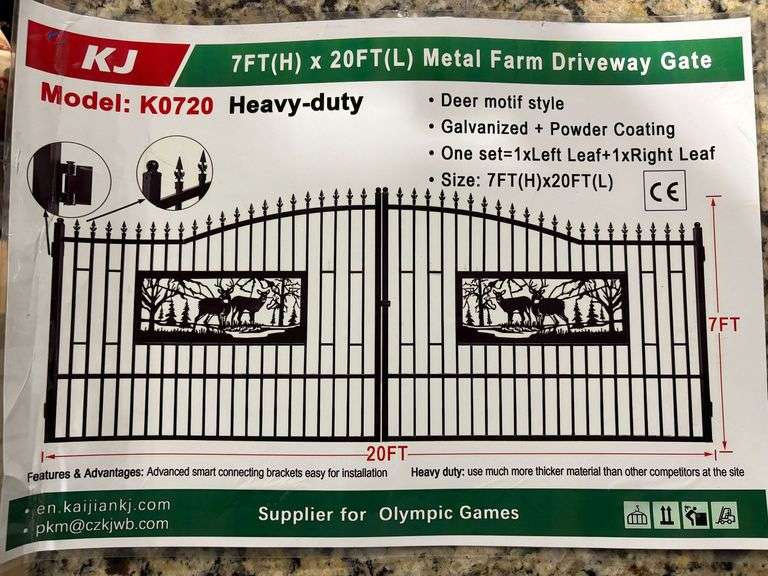 KJ
7FT(H) x 20FT(L) Metal Farm Driveway Gate
Model: K0720 Heavy-duty
• Deer motif style
• Galvanized + Powder Coating
• One set=1xLeft Leaf+1xRight Leaf
• Size: 7FT(H)x20FT(L)
CE
7FT
20FT
Features & Advantages: Advanced smart connecting brackets easy for installation
Heavy duty: use much more thicker material than other competitors at the site
• en.kaijiankj.com
• pkm@czkjwb.com
Supplier for Olympic Games